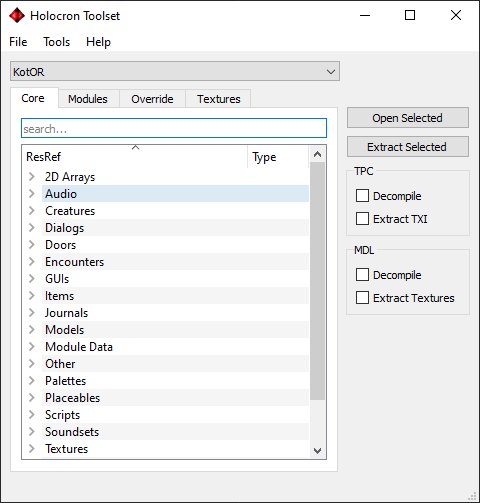 Holocron Toolset
File Tools Help
KotOR
Core Modules Override Textures
search...
ResRef Type
2D Arrays
Audio
Creatures
Dialogs
Doors
Encounters
GUIs
Items
Journals
Models
Module Data
Other
Palettes
Placeables
Scripts
Soundsets
Textures
Open Selected
Extract Selected
TPC
Decompile
Extract TXI
MDL
Decompile
Extract Textures